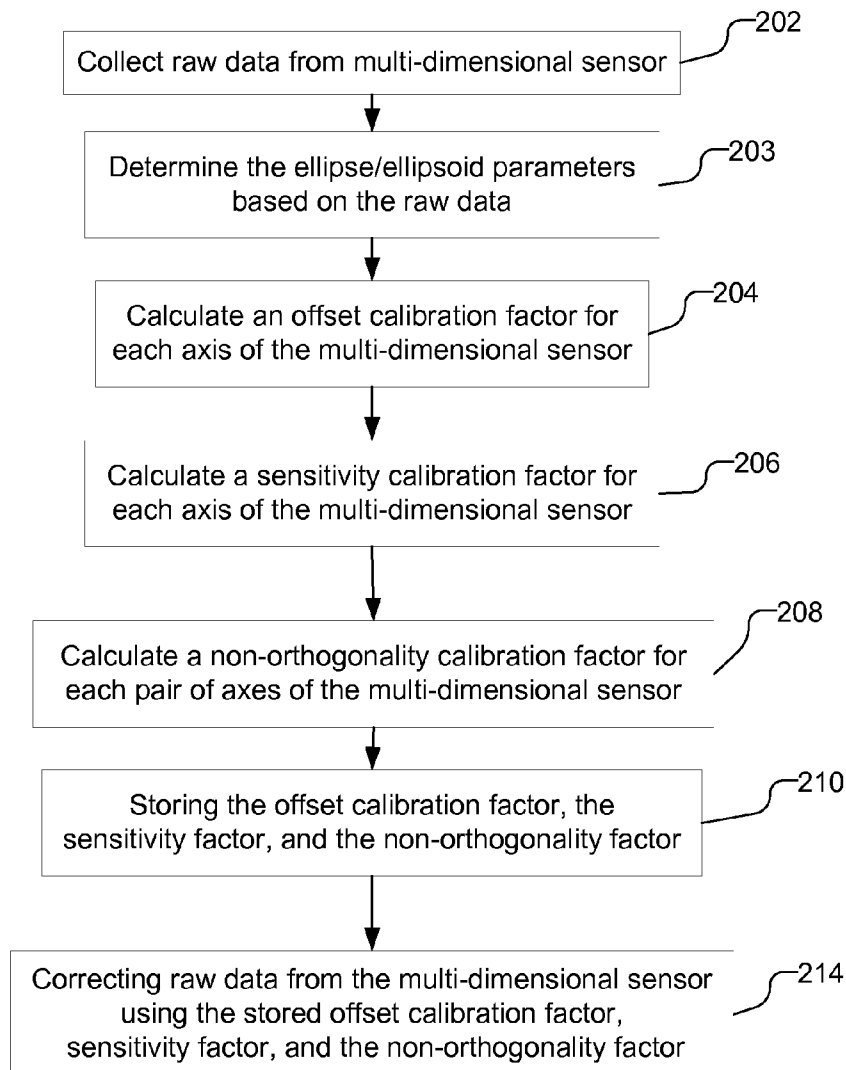 202
Collect raw data from multi-dimensional sensor
203
Determine the ellipse/ellipsoid parameters
based on the raw data
204
Calculate an offset calibration factor for
each axis of the multi-dimensional sensor
206
Calculate a sensitivity calibration factor for
each axis of the multi-dimensional sensor
208
Calculate a non-orthogonality calibration factor for
each pair of axes of the multi-dimensional sensor
210
Storing the offset calibration factor, the
sensitivity factor, and the non-orthogonality factor
214
Correcting raw data from the multi-dimensional sensor
using the stored offset calibration factor,
sensitivity factor, and the non-orthogonality factor